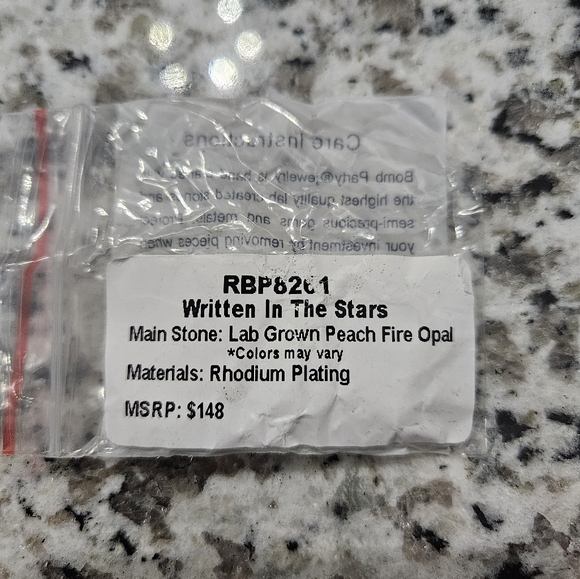 Care Instructions
Bomb Party® jewelry is
the highest quality lab created
semi-precious gems and metals.
your investment by removing pieces
Written In The Stars
Main Stone: Lab Grown Peach Fire Opal
*Colors may vary
Materials: Rhodium Plating
MSRP: $148